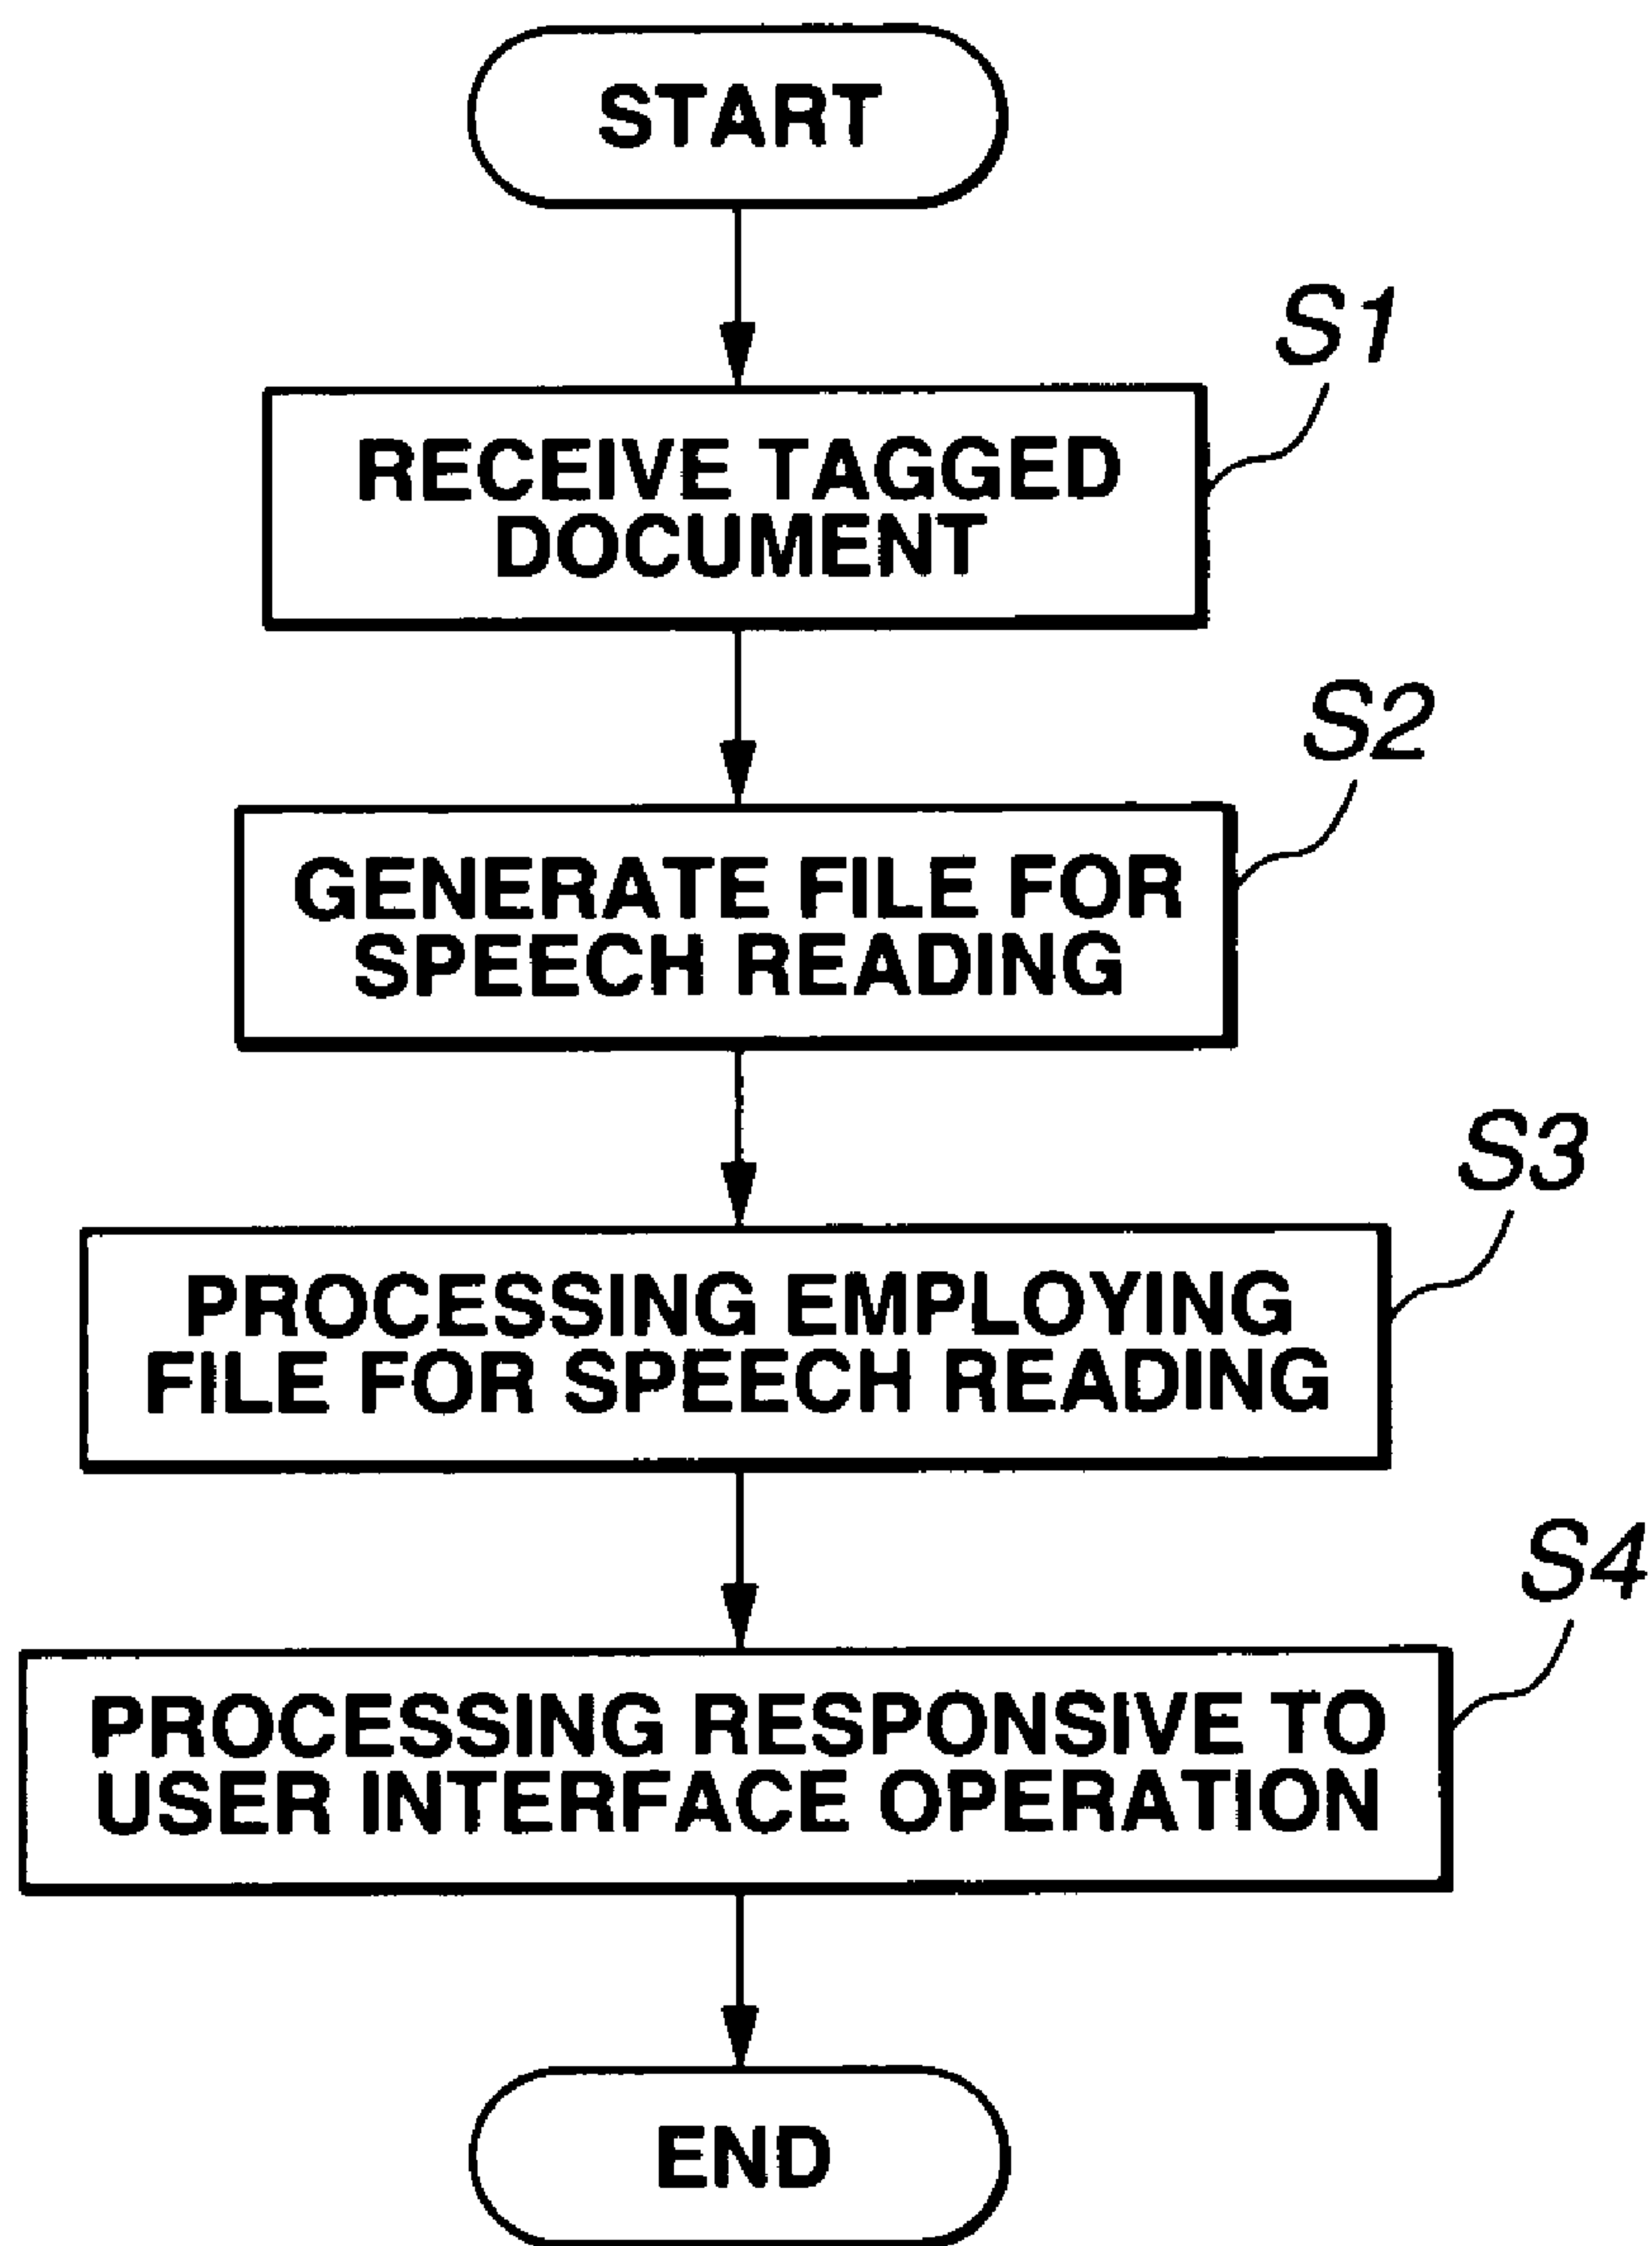 START
S1
RECEIVE TAGGED
DOCUMENT
S2
GENERATE FILE FOR
SPEECH READING
S3
PROCESSING EMPLOYING
FILE FOR SPEECH READING
S4
PROCESSING RESPONSIVE TO
USER INTERFACE OPERATION
END